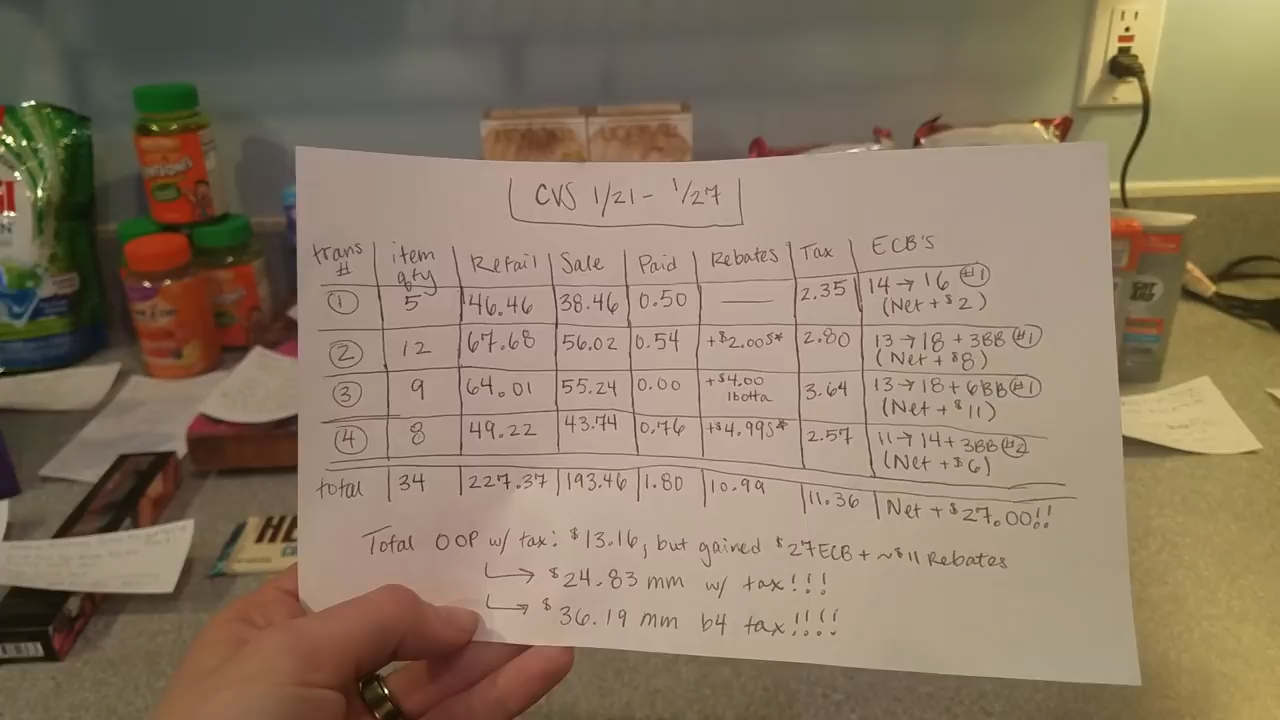 CVS 1/21 - 1/27
trans # item qty Retail Sale Paid Rebates Tax ECB'S
1 5 46.46 38.46 0.50 — 2.35 14 → 16 #1 (Net + $2)
2 12 67.68 56.02 0.54 +$2.00S* 2.80 13 → 18 + 3BB #1 (Net + $8)
3 9 64.01 55.24 0.00 +$4.00 Ibotta 3.64 13 → 18 + 6BB #1 (Net + $11)
4 8 49.22 43.74 0.76 +$4.99S* 2.57 11 → 14 + 3BB #2 (Net + $6)
total 34 227.37 193.46 1.80 10.99 11.36 Net + $27.00!!
Total OOP w/ tax: $13.16, but gained $27ECB + ~$11 Rebates
↳ $24.83 mm w/ tax!!!
↳ $36.19 mm b4 tax!!!!